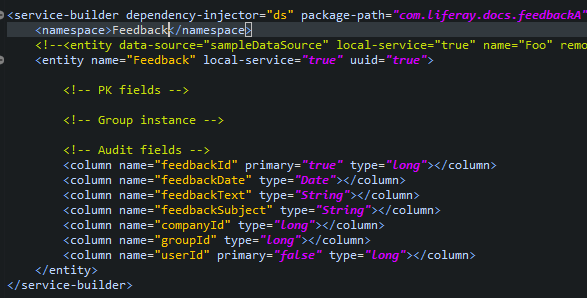 <service-builder dependency-injector="ds" package-path="com.liferay.docs.feedbackA"
<namespace>Feedback</namespace>
<!--<entity data-source="sampleDataSource" local-service="true" name="Foo" remo
<entity name="Feedback" local-service="true" uuid="true">
<!-- PK fields -->
<!-- Group instance -->
<!-- Audit fields -->
<column name="feedbackId" primary="true" type="long"></column>
<column name="feedbackDate" type="Date"></column>
<column name="feedbackText" type="String"></column>
<column name="feedbackSubject" type="String"></column>
<column name="companyId" type="long"></column>
<column name="groupId" type="long"></column>
<column name="userId" primary="false" type="long"></column>
</entity>
</service-builder>